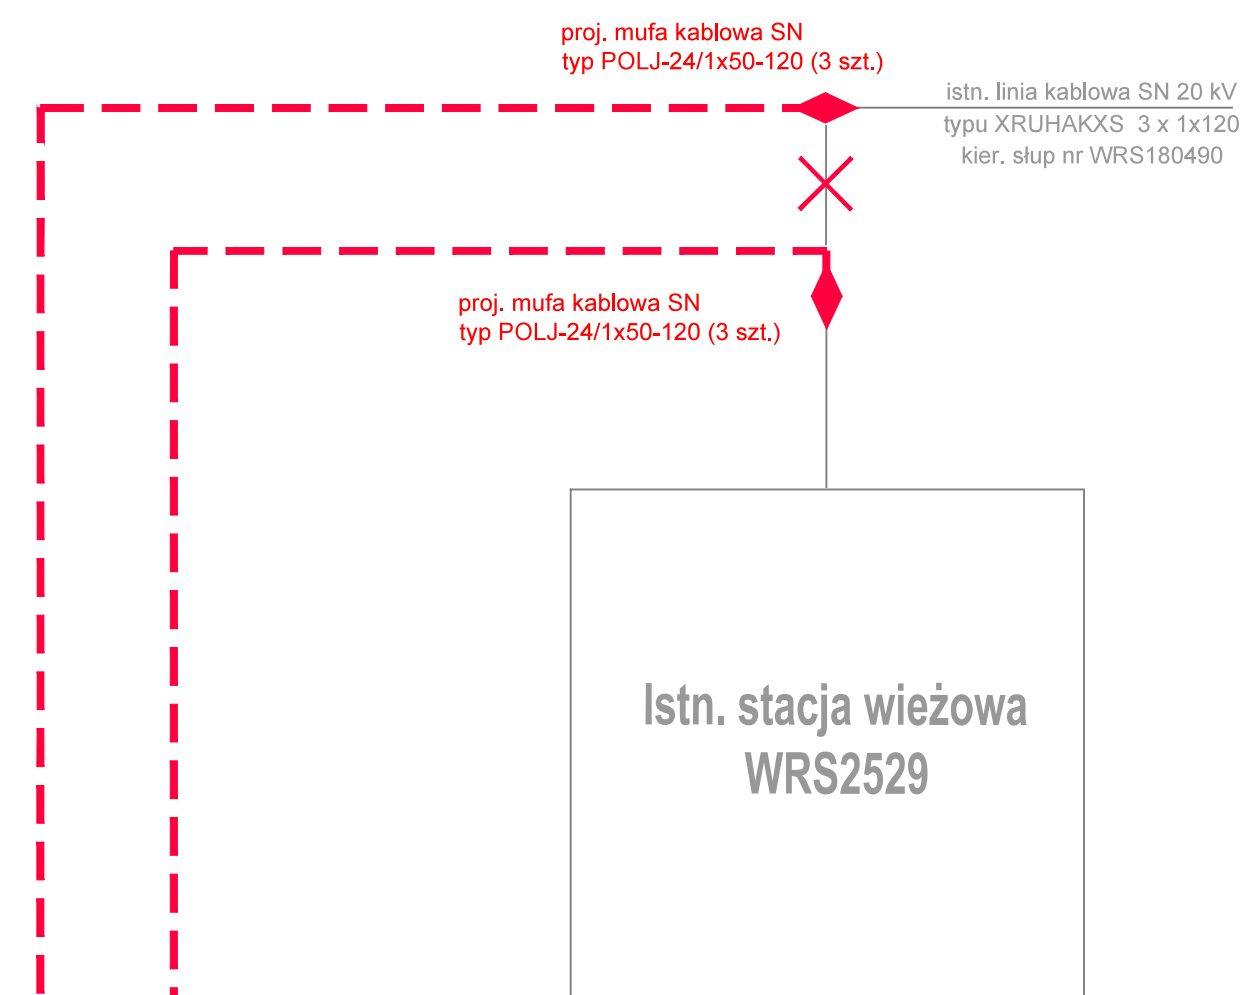 proj. mufa kablowa SN
typ POLJ-24/1x50-120 (3 szt.)
istn. linia kablowa SN 20 kV
typu XRUHAKXS 3 x 1x120
kier. słup nr WRS180490
proj. mufa kablowa SN
typ POLJ-24/1x50-120 (3 szt.)
Istn. stacja wieżowa
WRS2529